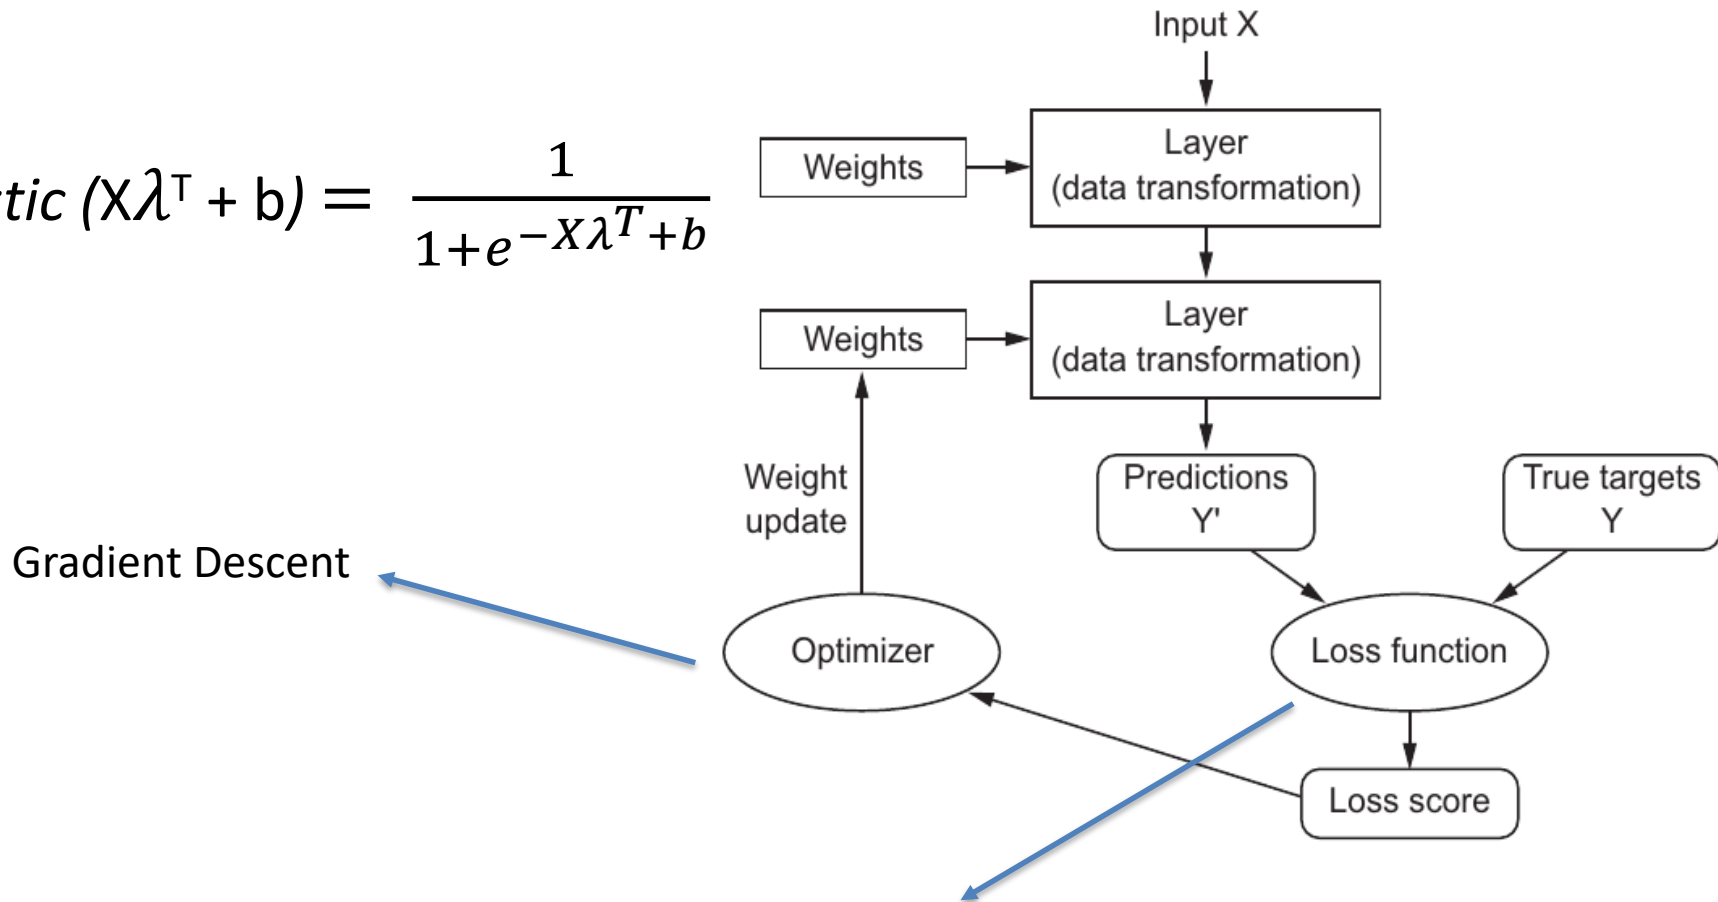 Input X
tic (Xλᵀ + b) = 1 / 1+e^−Xλ^T+b
Weights
Layer
(data transformation)
Weights
Layer
(data transformation)
Weight
update
Predictions
Y'
True targets
Y
Gradient Descent
Optimizer
Loss function
Loss score